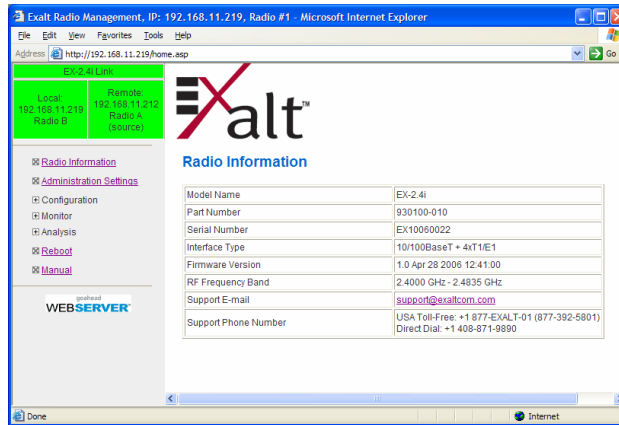 Exalt Radio Management, IP: 192.168.11.219, Radio #1 - Microsoft Internet Explorer
File Edit View Favorites Tools Help
Address http://192.168.11.219/home.asp Go
EX-2.4i Link
Local:
192.168.11.219
Radio B
Remote:
192.168.11.212
Radio A
(source)
Exalt™
Radio Information
Administration Settings
Configuration
Monitor
Analysis
Reboot
Manual
goahead
WEBSERVER
Radio Information
Model Name EX-2.4i
Part Number 930100-010
Serial Number EX10060022
Interface Type 10/100BaseT + 4xT1/E1
Firmware Version 1.0 Apr 28 2006 12:41:00
RF Frequency Band 2.4000 GHz - 2.4835 GHz
Support E-mail support@exaltcom.com
Support Phone Number USA Toll-Free: +1 877-EXALT-01 (877-392-5801)
Direct Dial: +1 408-871-9890
Done Internet